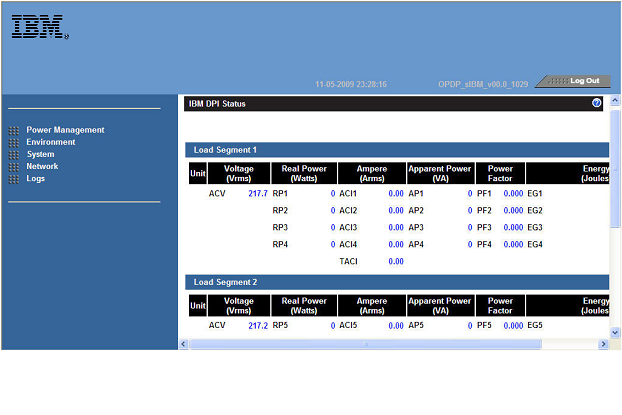 IBM®
11-05-2009 23:28:16 OPDP_sIBM_v00.0_1029 Log Out
Power Management
Environment
System
Network
Logs
IBM DPI Status ?
Load Segment 1
Unit Voltage (Vrms) Real Power (Watts) Ampere (Arms) Apparent Power (VA) Power Factor Energy (Joules
ACV 217.7 RP1 0 ACI1 0.00 AP1 0 PF1 0.000 EG1
RP2 0 ACI2 0.00 AP2 0 PF2 0.000 EG2
RP3 0 ACI3 0.00 AP3 0 PF3 0.000 EG3
RP4 0 ACI4 0.00 AP4 0 PF4 0.000 EG4
TACI 0.00
Load Segment 2
Unit Voltage (Vrms) Real Power (Watts) Ampere (Arms) Apparent Power (VA) Power Factor Energy (Joules
ACV 217.2 RP5 0 ACI5 0.00 AP5 0 PF5 0.000 EG5